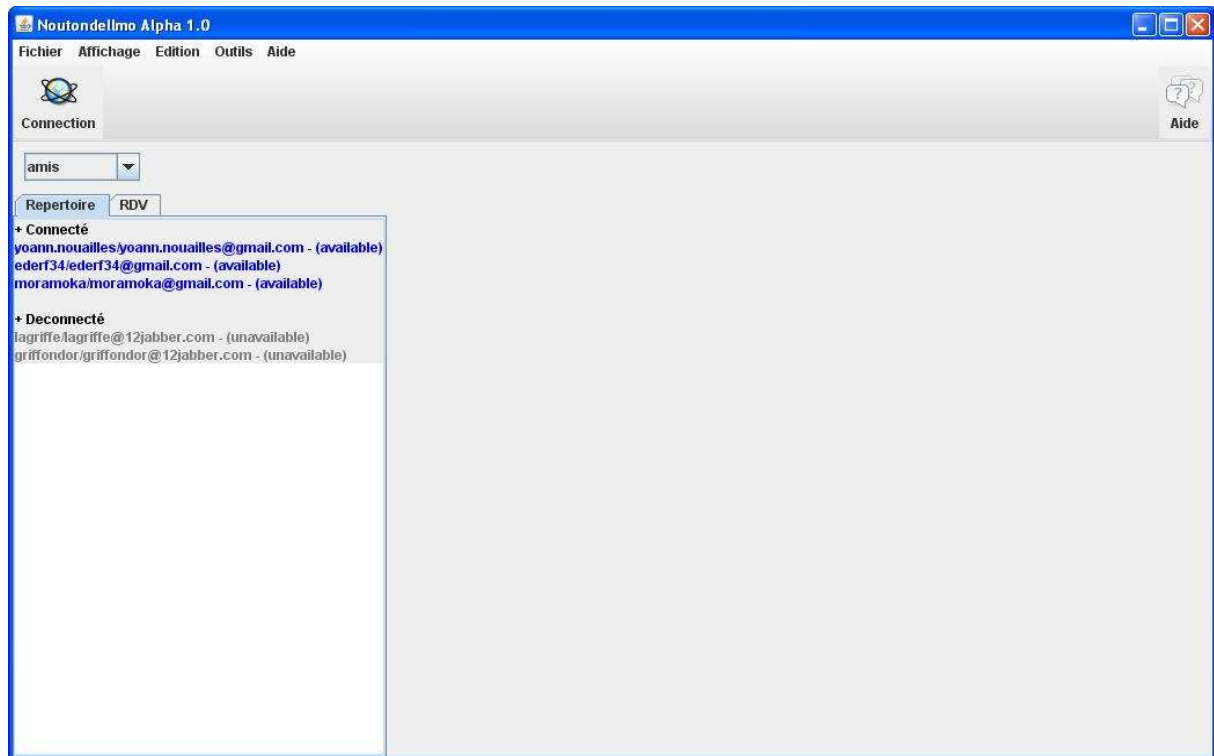 Noutondellmo Alpha 1.0
Fichier Affichage Edition Outils Aide
Connection
Aide
amis
Repertoire RDV
+ Connecté
yoann.nouailles/yoann.nouailles@gmail.com - (available)
ederf34/ederf34@gmail.com - (available)
moramoka/moramoka@gmail.com - (available)
+ Deconnecté
lagriffe/lagriffe@12jabber.com - (unavailable)
griffondor/griffondor@12jabber.com - (unavailable)